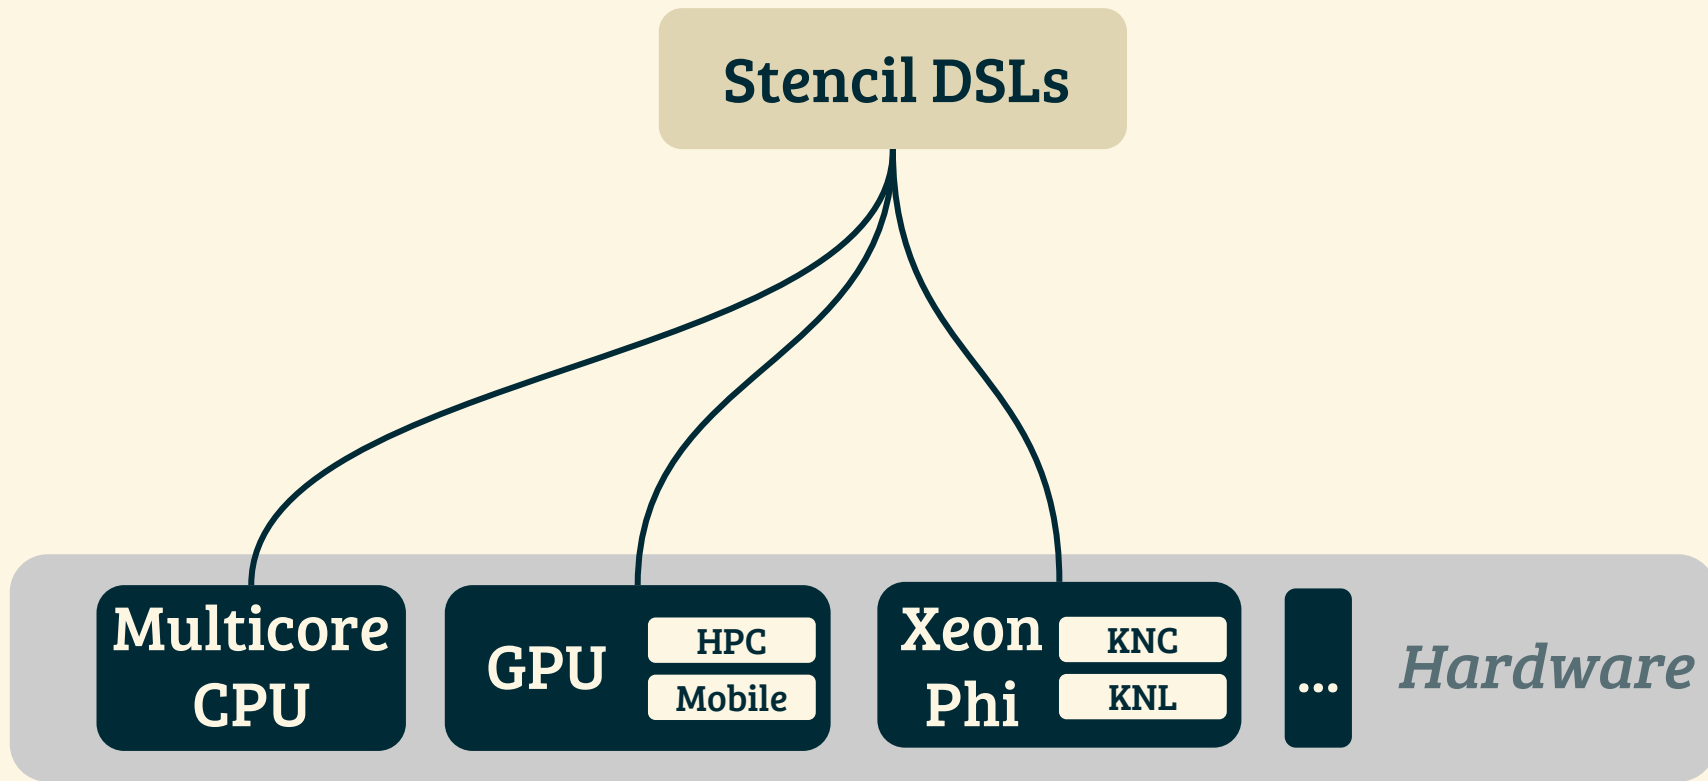 Stencil DSLs
Multicore
CPU
GPU
HPC
Mobile
Xeon
Phi
KNC
KNL
...
Hardware